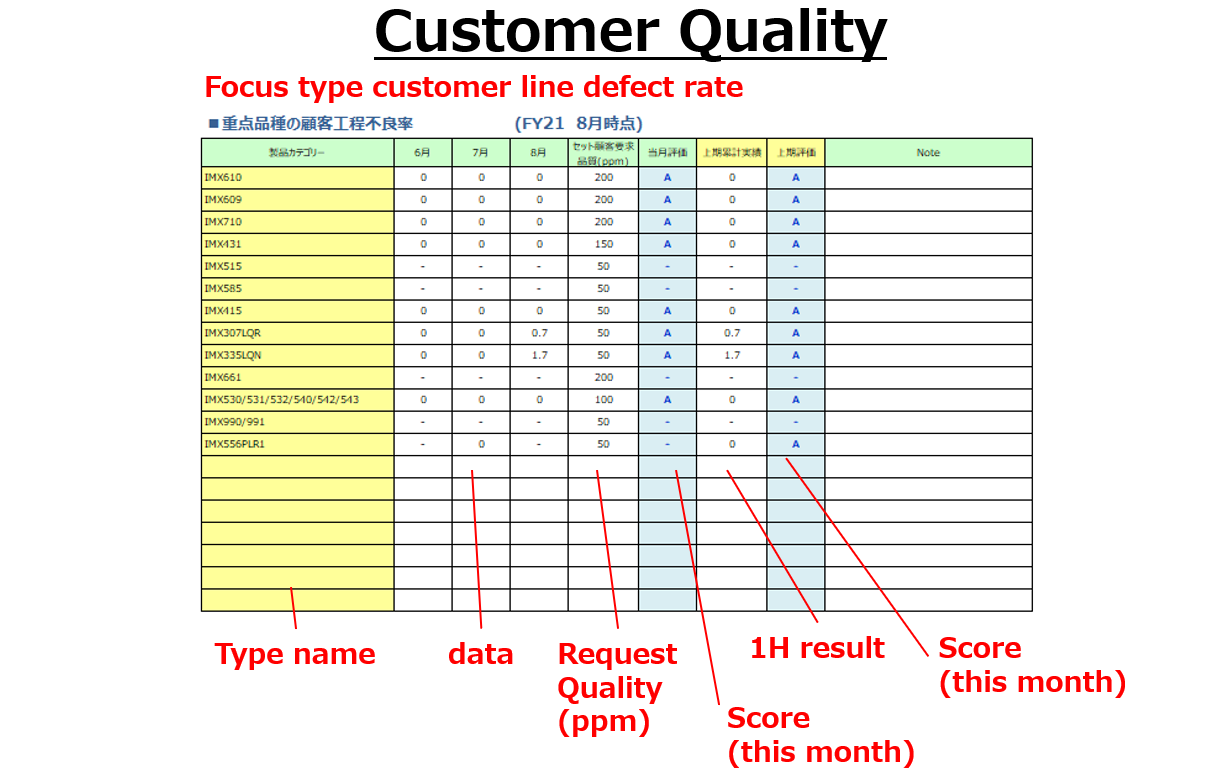 Customer Quality
Focus type customer line defect rate
■重点品種の顧客工程不良率 (FY21 8月時点)
製品カテゴリー 6月 7月 8月 セット顧客要求品質(ppm) 当月評価 上期累計実績 上期評価 Note
IMX610 0 0 0 200 A 0 A
IMX609 0 0 0 200 A 0 A
IMX710 0 0 0 200 A 0 A
IMX431 0 0 0 150 A 0 A
IMX515 - - - 50 - - -
IMX585 - - - 50 - - -
IMX415 0 0 0 50 A 0 A
IMX307LQR 0 0 0.7 50 A 0.7 A
IMX335LQN 0 0 1.7 50 A 1.7 A
IMX661 - - - 200 - - -
IMX530/531/532/540/542/543 0 0 0 100 A 0 A
IMX990/991 - - - 50 - - -
IMX556PLR1 - 0 - 50 - 0 A
Type name
data
Request
Quality
(ppm)
Score
(this month)
1H result
Score
(this month)